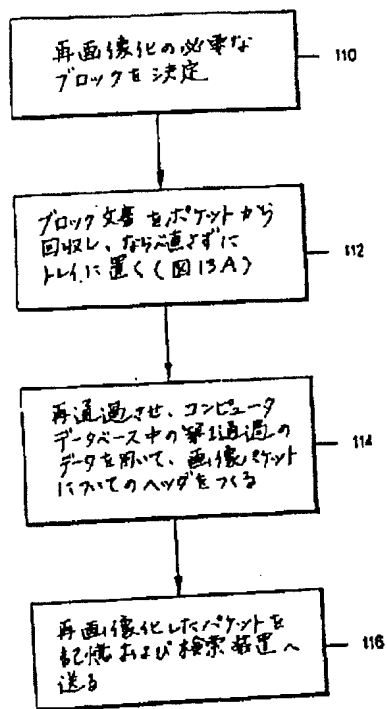 再画像化の必要な
ブロックを決定
110
ブロック文書をポケットから
回収し、ならべ直さずに
トレイに置く(図13A)
112
再通過させ、コンピュータ
データベース中の第1通過の
データを用いて、画像パケット
についてのヘッダをつくる
114
再画像化したパケットを
記憶および検索装置へ
送る
116